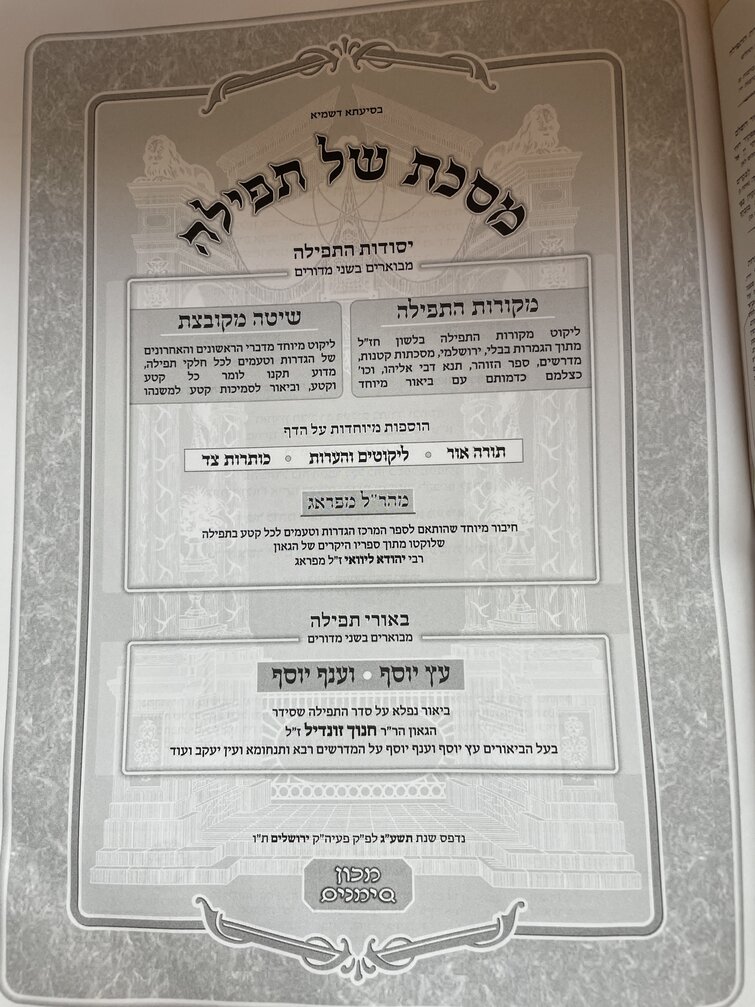 בסיעתא דשמיא
מסכת של תפילה
יסודות התפילה
מבוארים בשני מדורים
מקורות התפילה
ליקוט מקורות התפילה בלשון חז"ל
מתוך הגמרות בבלי, ירושלמי, מסכתות קטנות,
מדרשים, ספר הזוהר, תנא דבי אליהו, וכו'
כצלמם כדמותם עם ביאור מיוחד
שיטה מקובצת
ליקוט מיוחד מדברי הראשונים והאחרונים
של הגדרות וטעמים לכל חלקי תפילה,
מדוע תקנו לומר כל קטע
וקטע, וביאור לסמיכות קטע למשנהו
הוספות מיוחדות על הדף
תורה אור • ליקוטים והערות • כותרות צד
מהר"ל מפראג
חיבור מיוחד שהותאם לספר המרכז הגדרות וטעמים לכל קטע בתפילה
שלוקטו מתוך ספריו היקרים של הגאון
רבי יהודא ליוואי ז"ל מפראג
באורי תפילה
מבוארים בשני מדורים
עץ יוסף • וענף יוסף
ביאור נפלא על סדר התפילה שסידר
הגאון הר"ר חנוך זונדיל ז"ל
בעל הביאורים עץ יוסף וענף יוסף על המדרשים רבא ותנחומא ועין יעקב ועוד
נדפס שנת תשע"ג לפ"ק פעיה"ק ירושלים ת"ו
מכון
סימנים